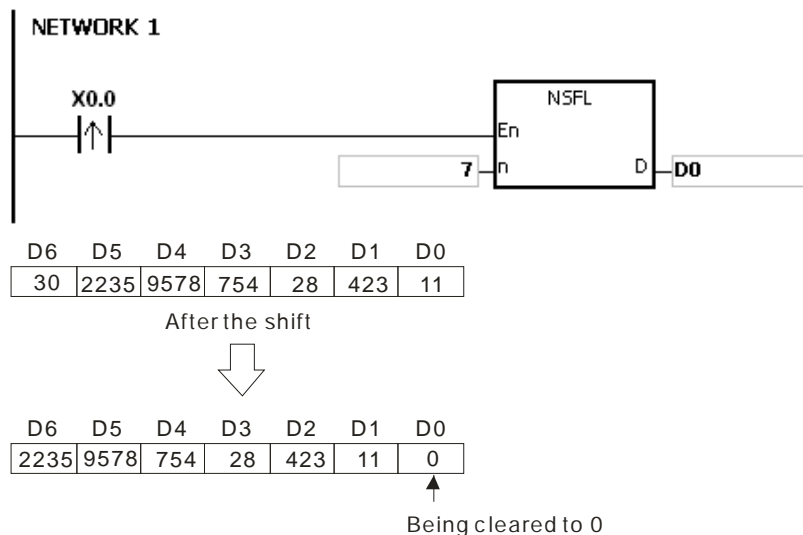 NETWORK 1
X0.0
NSFL
En
7 n D D0
D6 D5 D4 D3 D2 D1 D0
30 2235 9578 754 28 423 11
After the shift
D6 D5 D4 D3 D2 D1 D0
2235 9578 754 28 423 11 0
Being cleared to 0